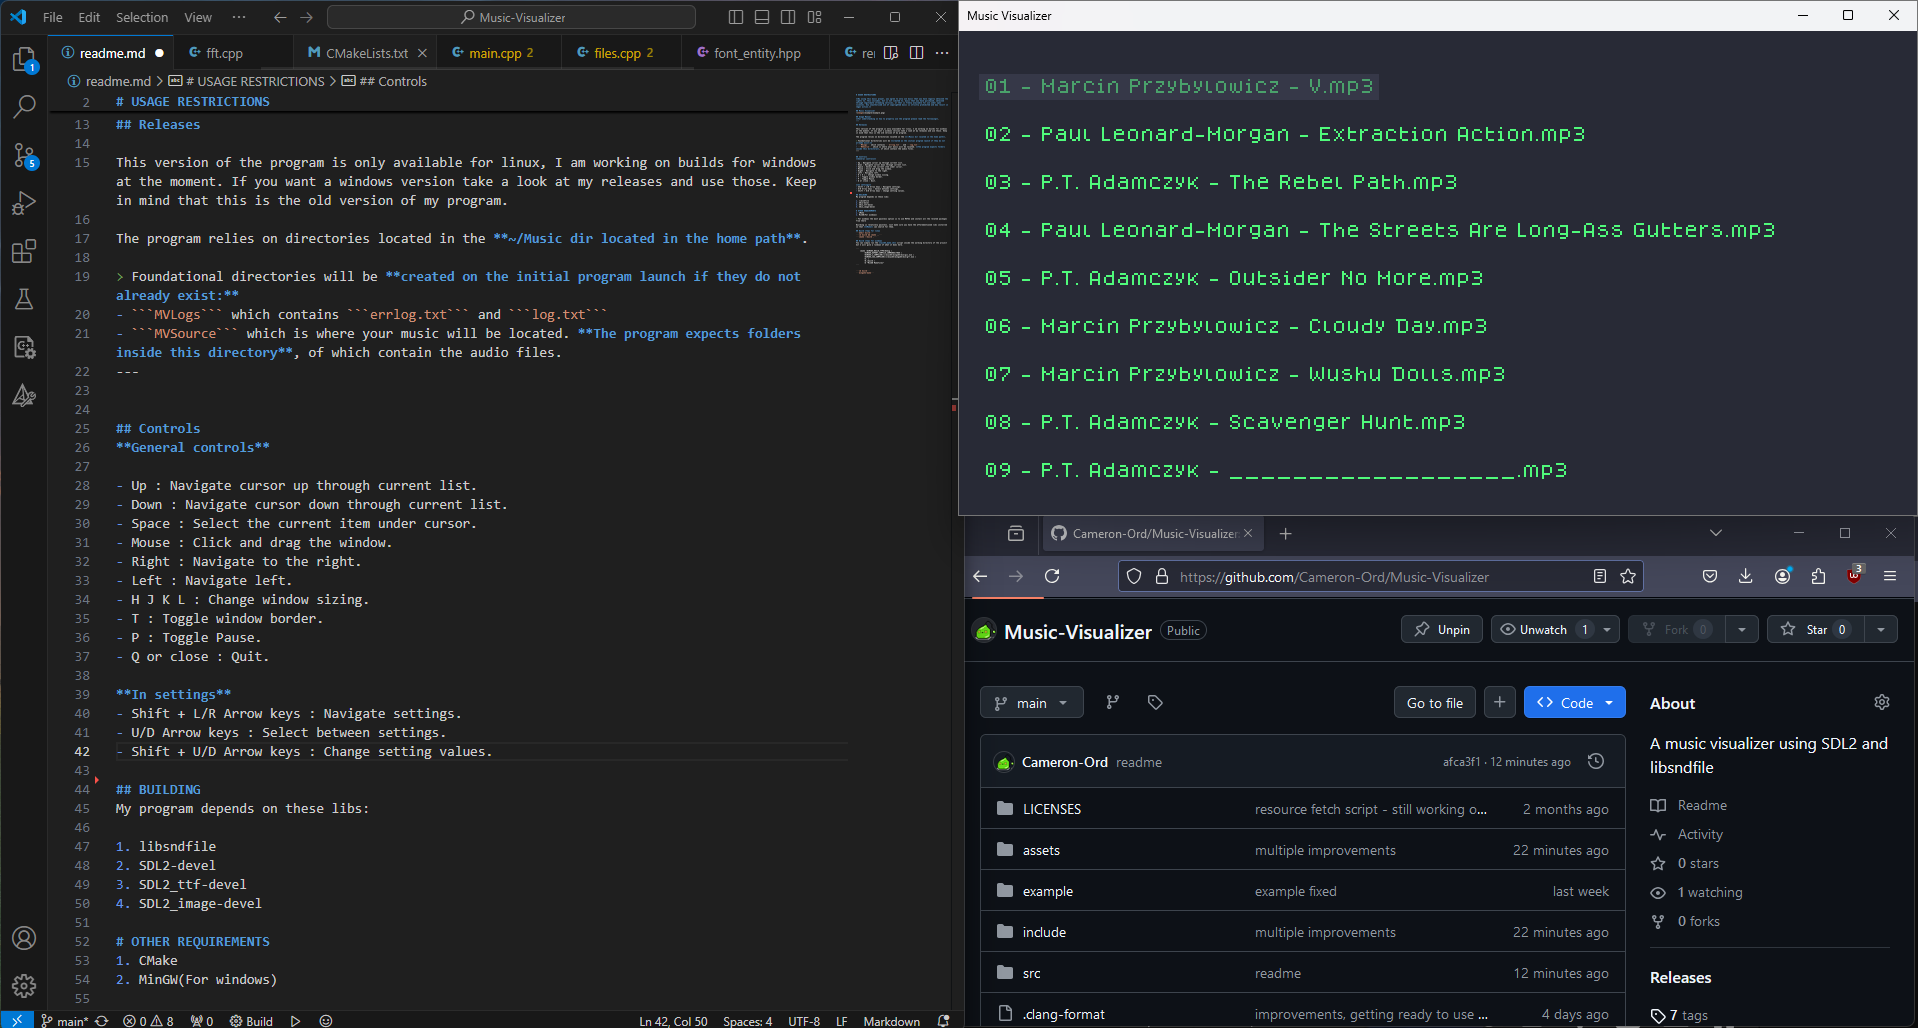 File Edit Selection View ··· Music-Visualizer
readme.md fft.cpp CMakeLists.txt main.cpp 2 files.cpp 2 font_entity.hpp
readme.md > # USAGE RESTRICTIONS > ## Controls
2 # USAGE RESTRICTIONS
13 ## Releases
14
15 This version of the program is only available for linux, I am working on builds for windows
at the moment. If you want a windows version take a look at my releases and use those. Keep
in mind that this is the old version of my program.
16
17 The program relies on directories located in the **~/Music dir located in the home path**.
18
19 > Foundational directories will be **created on the initial program launch if they do not
already exist:**
20 - ```MVLogs``` which contains ```errlog.txt``` and ```log.txt```
21 - ```MVSource``` which is where your music will be located. **The program expects folders
inside this directory**, of which contain the audio files.
22 ---
23
24
25 ## Controls
26 **General controls**
27
28 - Up : Navigate cursor up through current list.
29 - Down : Navigate cursor down through current list.
30 - Space : Select the current item under cursor.
31 - Mouse : Click and drag the window.
32 - Right : Navigate to the right.
33 - Left : Navigate left.
34 - H J K L : Change window sizing.
35 - T : Toggle window border.
36 - P : Toggle Pause.
37 - Q or close : Quit.
38
39 **In settings**
40 - Shift + L/R Arrow keys : Navigate settings.
41 - U/D Arrow keys : Select between settings.
42 - Shift + U/D Arrow keys : Change setting values.
43
44 ## BUILDING
45 My program depends on these libs:
46
47 1. libsndfile
48 2. SDL2-devel
49 3. SDL2_ttf-devel
50 4. SDL2_image-devel
51
52 # OTHER REQUIREMENTS
53 1. CMake
54 2. MinGW(For windows)
55
1
5
main* 0 8 0 Build Ln 42, Col 50 Spaces: 4 UTF-8 LF Markdown
Music Visualizer
01 - Marcin Przybylowicz - V.mp3
02 - Paul Leonard-Morgan - Extraction Action.mp3
03 - P.T. Adamczyk - The Rebel Path.mp3
04 - Paul Leonard-Morgan - The Streets Are Long-Ass Gutters.mp3
05 - P.T. Adamczyk - Outsider No More.mp3
06 - Marcin Przybylowicz - Cloudy Day.mp3
07 - Marcin Przybylowicz - Wushu Dolls.mp3
08 - P.T. Adamczyk - Scavenger Hunt.mp3
09 - P.T. Adamczyk - __________________.mp3
Cameron-Ord/Music-Visualizer
https://github.com/Cameron-Ord/Music-Visualizer 3
Music-Visualizer Public Unpin Unwatch 1 Fork 0 Star 0
main Go to file + Code
Cameron-Ord readme afca3f1 · 12 minutes ago
LICENSES resource fetch script - still working o... 2 months ago
assets multiple improvements 22 minutes ago
example example fixed last week
include multiple improvements 22 minutes ago
src readme 12 minutes ago
.clang-format improvements, getting ready to use ... 4 days ago
About
A music visualizer using SDL2 and
libsndfile
Readme
Activity
0 stars
1 watching
0 forks
Releases
7 tags